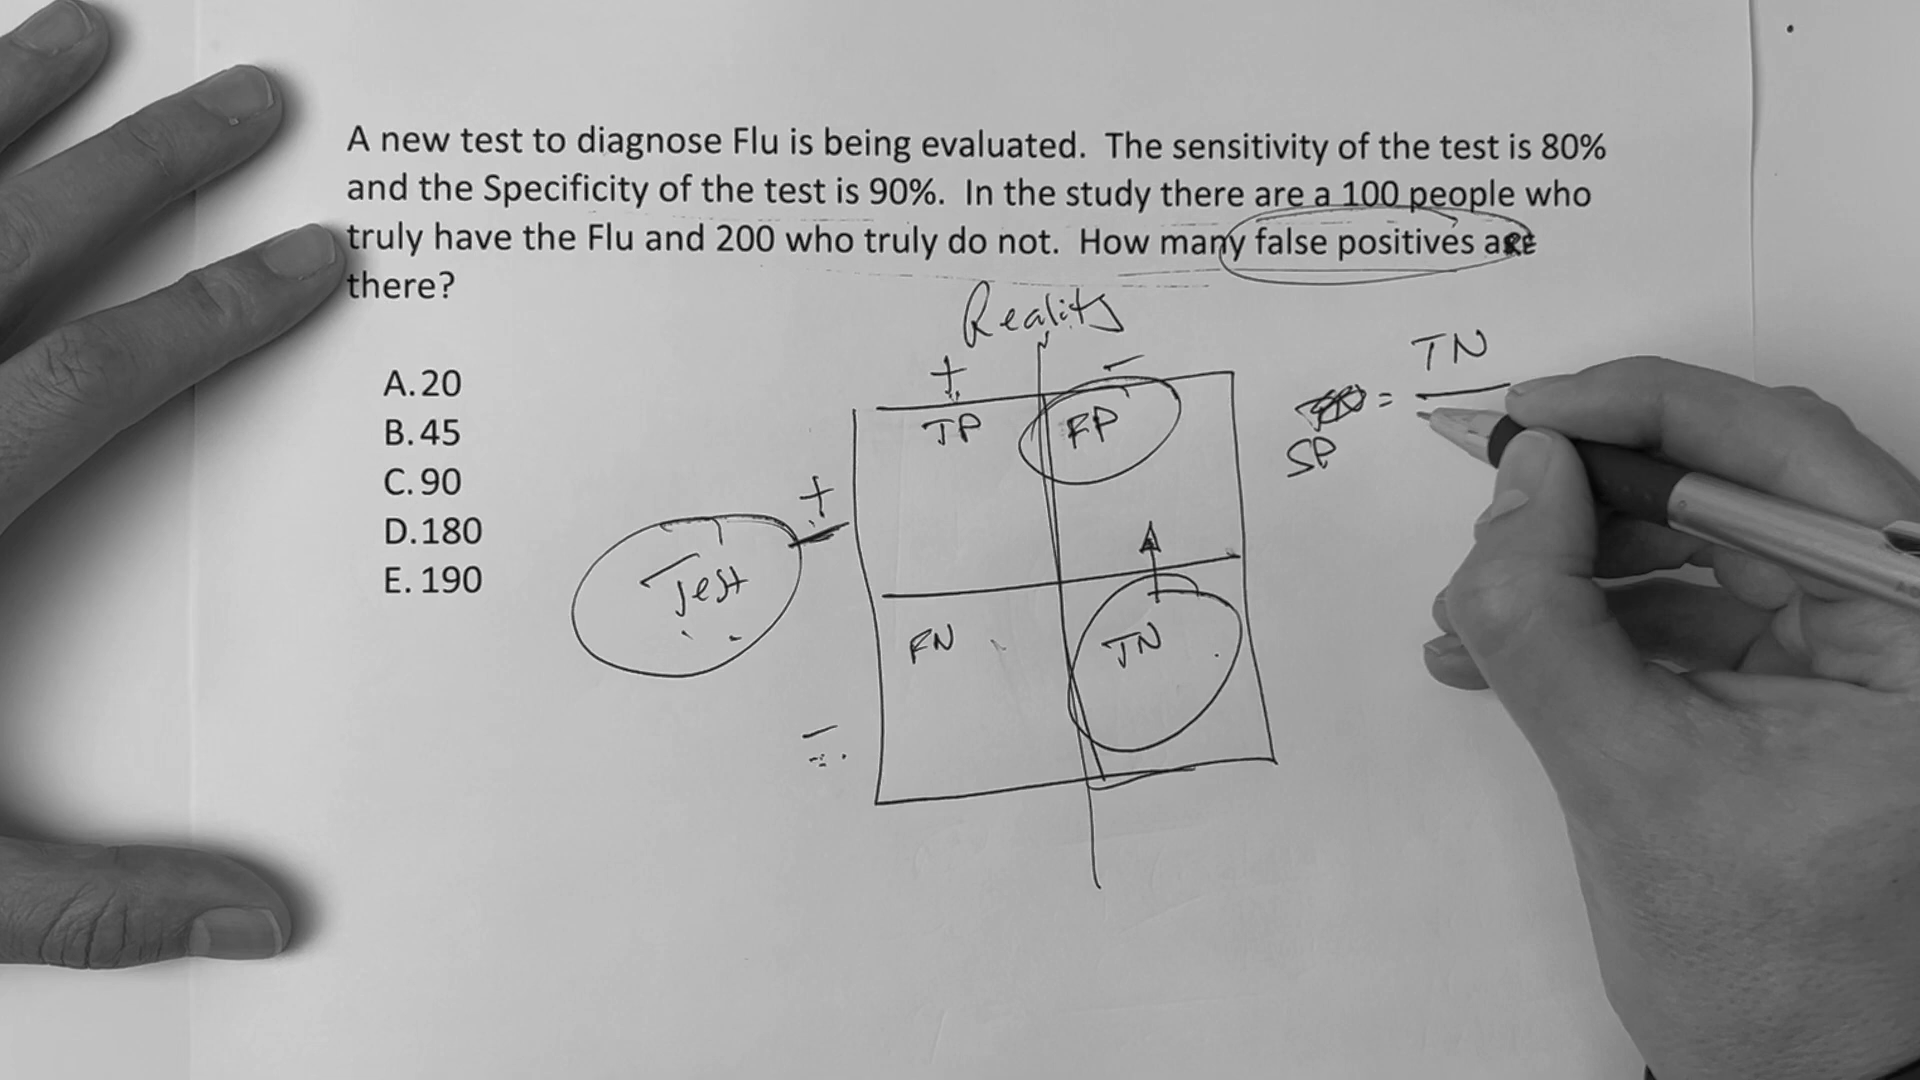 A new test to diagnose Flu is being evaluated. The sensitivity of the test is 80%
and the Specificity of the test is 90%. In the study there are a 100 people who
truly have the Flu and 200 who truly do not. How many false positives are
there?
A. 20
B. 45
C. 90
D. 180
E. 190
Reality
+ -
TP FP
+
Test
FN TN
-
SP = TN